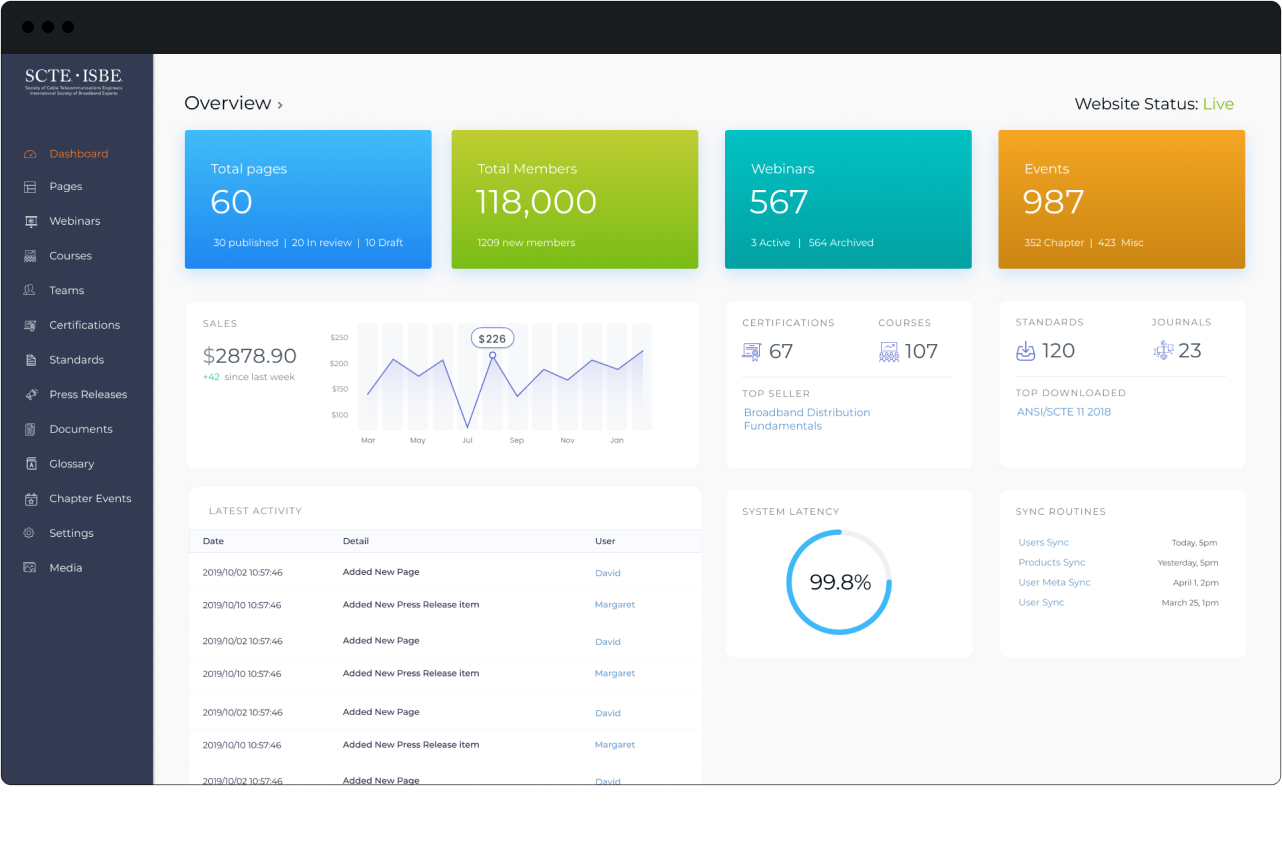 SCTE • ISBE.
Society of Cable Telecommunications Engineers
International Society of Broadband Experts
Dashboard
Pages
Webinars
Courses
Teams
Certifications
Standards
Press Releases
Documents
Glossary
Chapter Events
Settings
Media
Overview ›
Website Status: Live
Total pages
60
30 published | 20 In review | 10 Draft
Total Members
118,000
1209 new members
Webinars
567
3 Active | 564 Archived
Events
987
352 Chapter | 423 Misc
SALES
$2878.90
+42 since last week
$250
$200
$150
$100
$226
Mar May Jul Sep Nov Jan
CERTIFICATIONS
67
COURSES
107
TOP SELLER
Broadband Distribution
Fundamentals
STANDARDS
120
JOURNALS
23
TOP DOWNLOADED
ANSI/SCTE 11 2018
LATEST ACTIVITY
Date Detail User
2019/10/02 10:57:46 Added New Page David
2019/10/10 10:57:46 Added New Press Release item Margaret
2019/10/02 10:57:46 Added New Page David
2019/10/10 10:57:46 Added New Press Release item Margaret
2019/10/02 10:57:46 Added New Page David
2019/10/10 10:57:46 Added New Press Release item Margaret
2019/10/02 10:57:46 Added New Page David
SYSTEM LATENCY
99.8%
SYNC ROUTINES
Users Sync Today, 5pm
Products Sync Yesterday, 5pm
User Meta Sync April 1, 2pm
User Sync March 25, 1pm